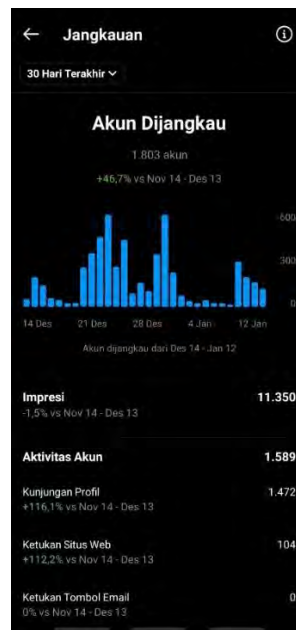 Jangkauan
30 Hari Terakhir
Akun Dijangkau
1.803 akun
+46,7% vs Nov 14 - Des 13
600
300
0
14 Des 21 Des 28 Des 4 Jan 12 Jan
Akun dijangkau dari Des 14 - Jan 12
Impresi 11.350
-1,5% vs Nov 14 - Des 13
Aktivitas Akun 1.589
Kunjungan Profil 1.472
+116,1% vs Nov 14 - Des 13
Ketukan Situs Web 104
+112,2% vs Nov 14 - Des 13
Ketukan Tombol Email 0
0% vs Nov 14 - Des 13